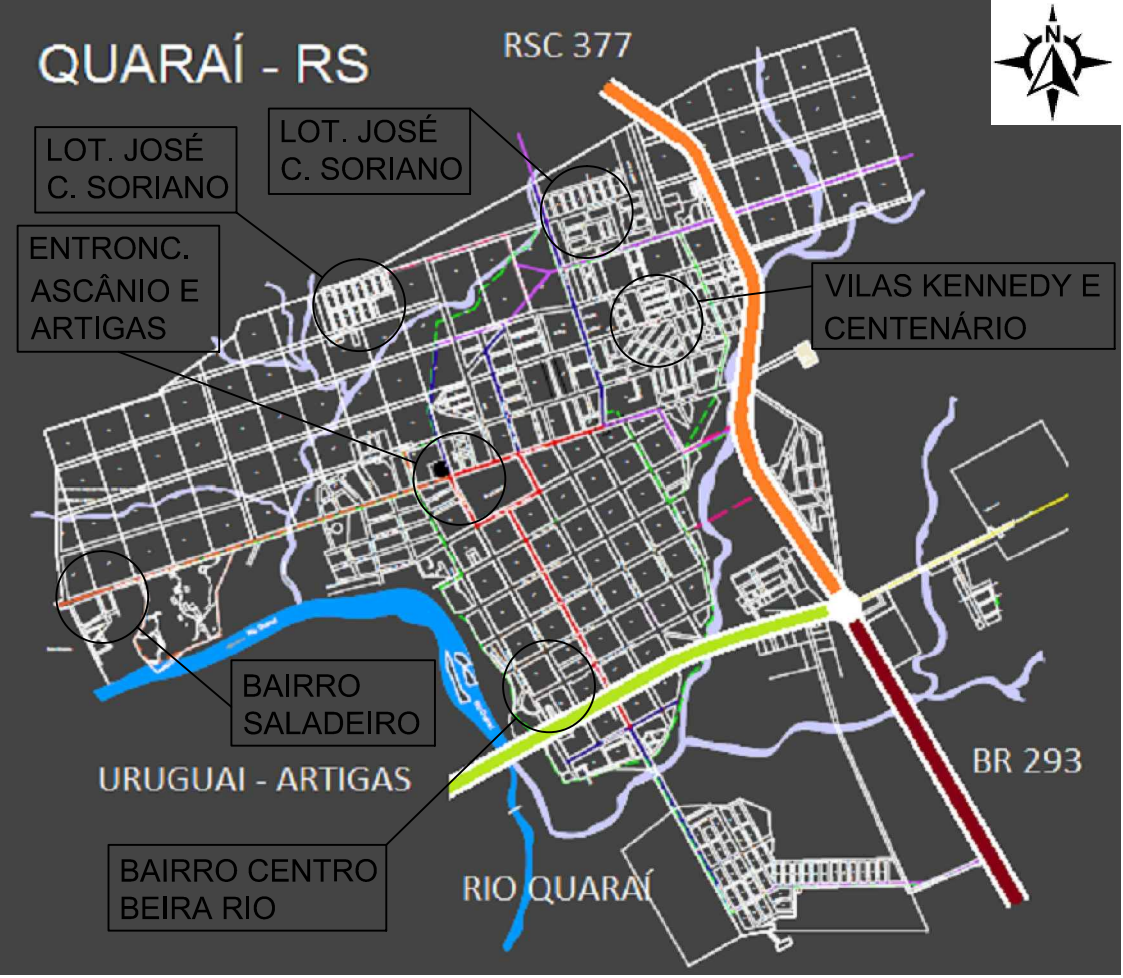 QUARAÍ - RS
RSC 377
N
LOT. JOSÉ
C. SORIANO
LOT. JOSÉ
C. SORIANO
ENTRONC.
ASCÂNIO E
ARTIGAS
VILAS KENNEDY E
CENTENÁRIO
BAIRRO
SALADEIRO
URUGUAI - ARTIGAS
BR 293
BAIRRO CENTRO
BEIRA RIO
RIO QUARAÍ